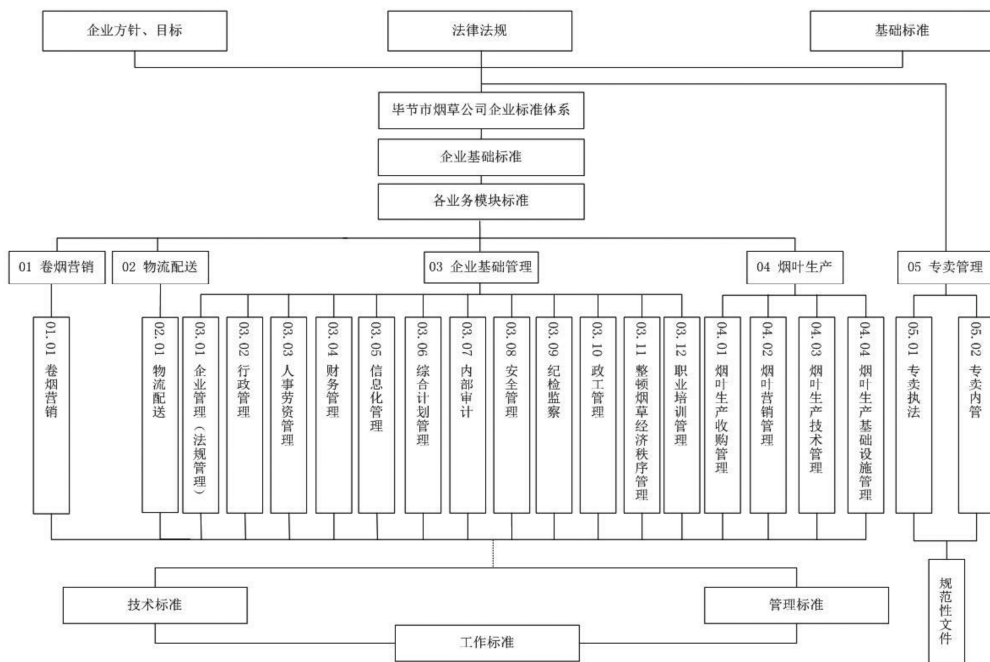 企业方针、目标
法律法规
基础标准
毕节市烟草公司企业标准体系
企业基础标准
各业务模块标准
01 卷烟营销
02 物流配送
03 企业基础管理
04 烟叶生产
05 专卖管理
01.01 卷烟营销
02.01 物流配送
03.01 企业管理（法规管理）
03.02 行政管理
03.03 人事劳资管理
03.04 财务管理
03.05 信息化管理
03.06 综合计划管理
03.07 内部审计
03.08 安全管理
03.09 纪检监察
03.10 政工管理
03.11 整顿烟草经济秩序管理
03.12 职业培训管理
04.01 烟叶生产收购管理
04.02 烟叶营销管理
04.03 烟叶生产技术管理
04.04 烟叶生产基础设施管理
05.01 专卖执法
05.02 专卖内管
技术标准
管理标准
工作标准
规范性文件